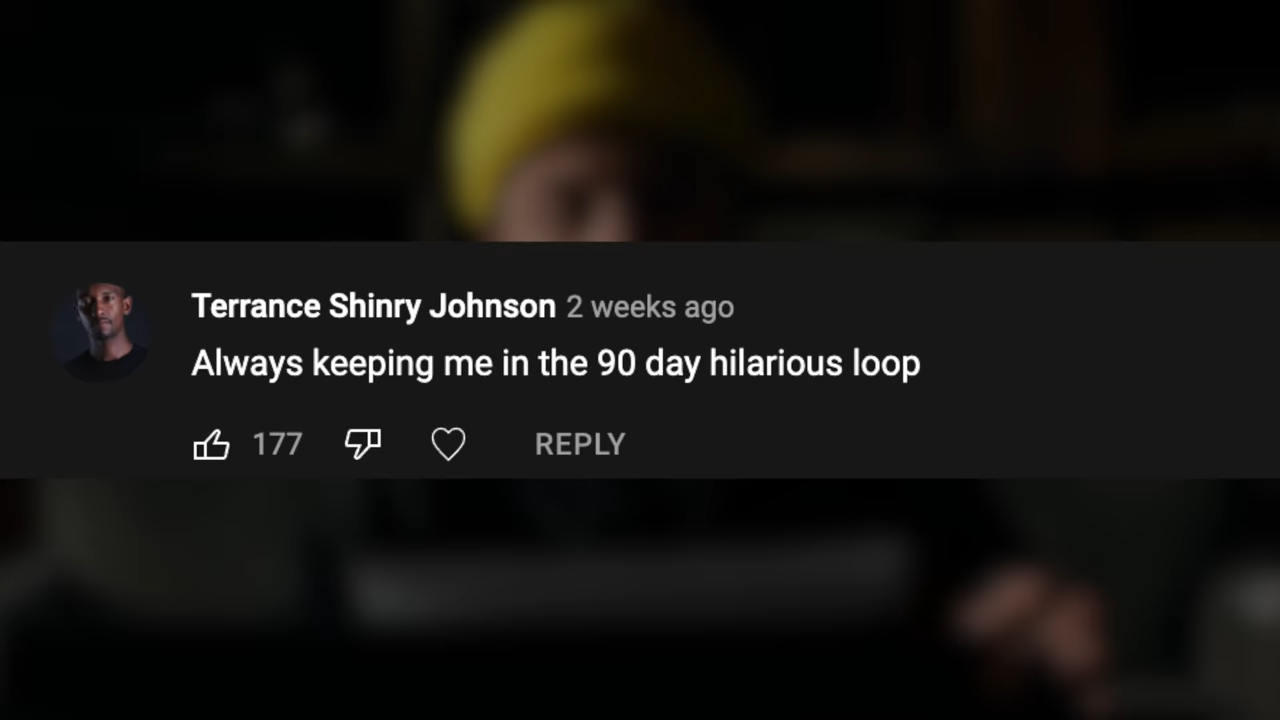 Terrance Shinry Johnson 2 weeks ago
Always keeping me in the 90 day hilarious loop
177 REPLY